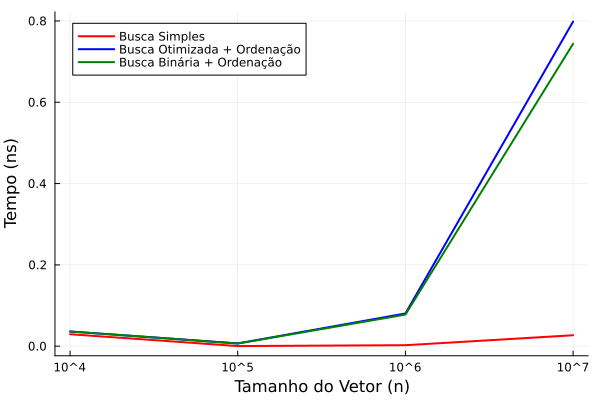 Busca Simples
Busca Otimizada + Ordenação
Busca Binária + Ordenação
Tempo (ns)
0.8
0.6
0.4
0.2
0.0
10^4 10^5 10^6 10^7
Tamanho do Vetor (n)